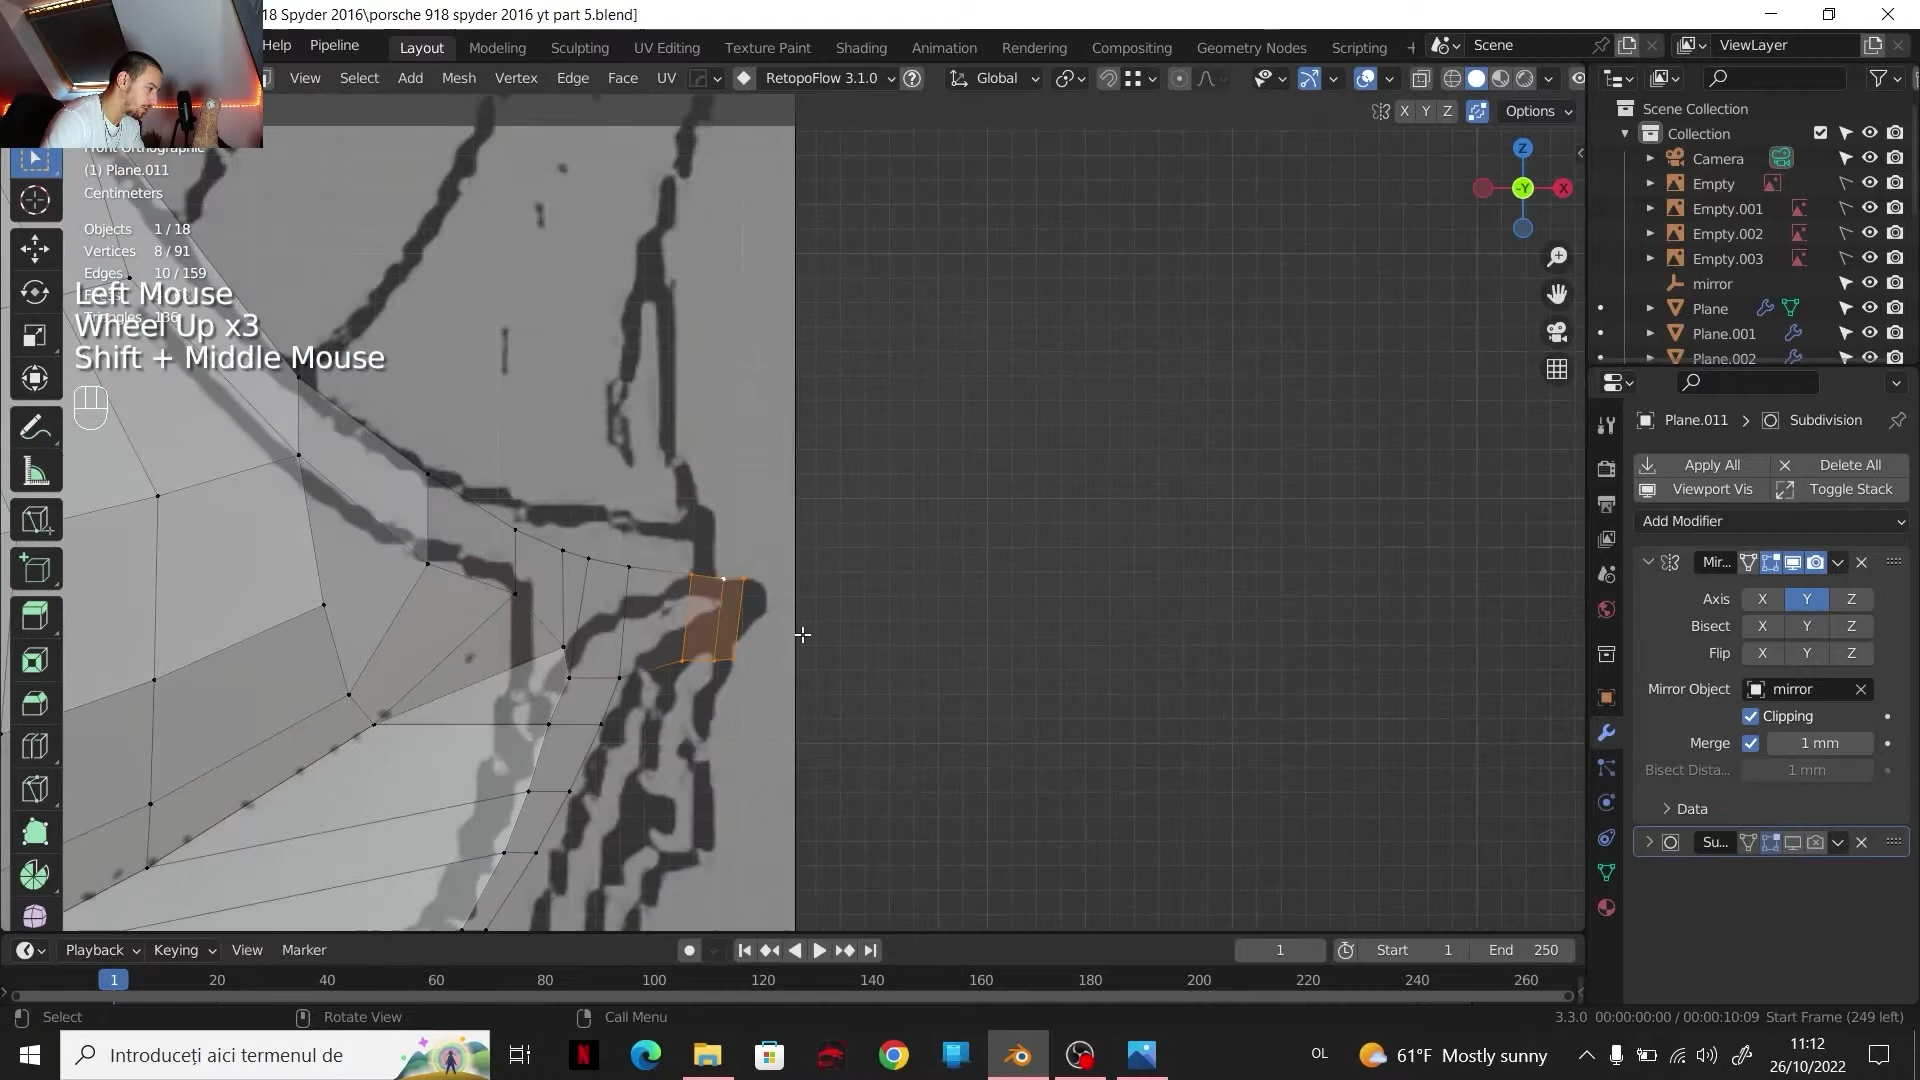 18 Spyder 2016\porsche 918 spyder 2016 yt part 5.blend]
Help Pipeline Layout Modeling Sculpting UV Editing Texture Paint Shading Animation Rendering Compositing Geometry Nodes Scripting + Scene ViewLayer
View Select Add Mesh Vertex Edge Face UV RetopoFlow 3.1.0 Global
X Y Z Options
Front Orthographic
(1) Plane.011
Centimeters
Objects 1 / 18
Vertices 8 / 91
Edges 10 / 159
Triangles 136
Left Mouse
Wheel Up x3
Shift + Middle Mouse
Z
-Y
X
Scene Collection
Collection
Camera
Empty
Empty.001
Empty.002
Empty.003
mirror
Plane
Plane.001
Plane.002
Plane.011 > Subdivision
Apply All Delete All
Viewport Vis Toggle Stack
Add Modifier
Mir...
Axis X Y Z
Bisect X Y Z
Flip X Y Z
Mirror Object mirror
Clipping
Merge 1 mm
Bisect Dista... 1 mm
Data
Su...
Playback Keying View Marker 1 Start 1 End 250
1 20 40 60 80 100 120 140 160 180 200 220 240 260
Select Rotate View Call Menu 3.3.0 00:00:00:00 / 00:00:10:09 Start Frame (249 left)
Introduceți aici termenul de OL 61°F Mostly sunny 11:12
26/10/2022